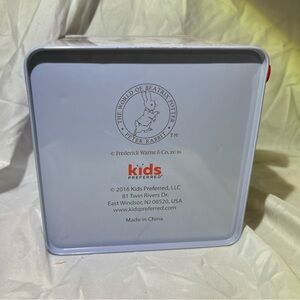 THE WORLD OF BEATRIX POTTER
PETER RABBIT
TM
© Frederick Warne & Co.
kids
PREFERRED
© 2016 Kids Preferred, LLC
81 Twin Rivers Dr.
East Windsor, NJ 08520, USA
www.kidspreferred.com
Made in China